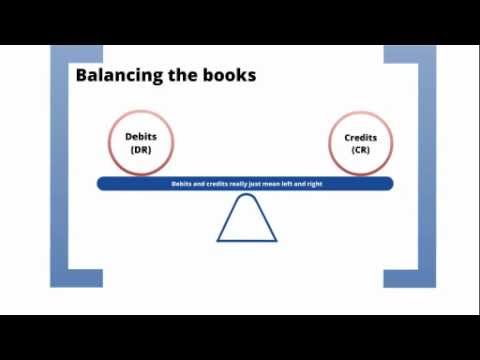 Balancing the books
Debits
(DR)
Credits
(CR)
Debits and credits really just mean left and right